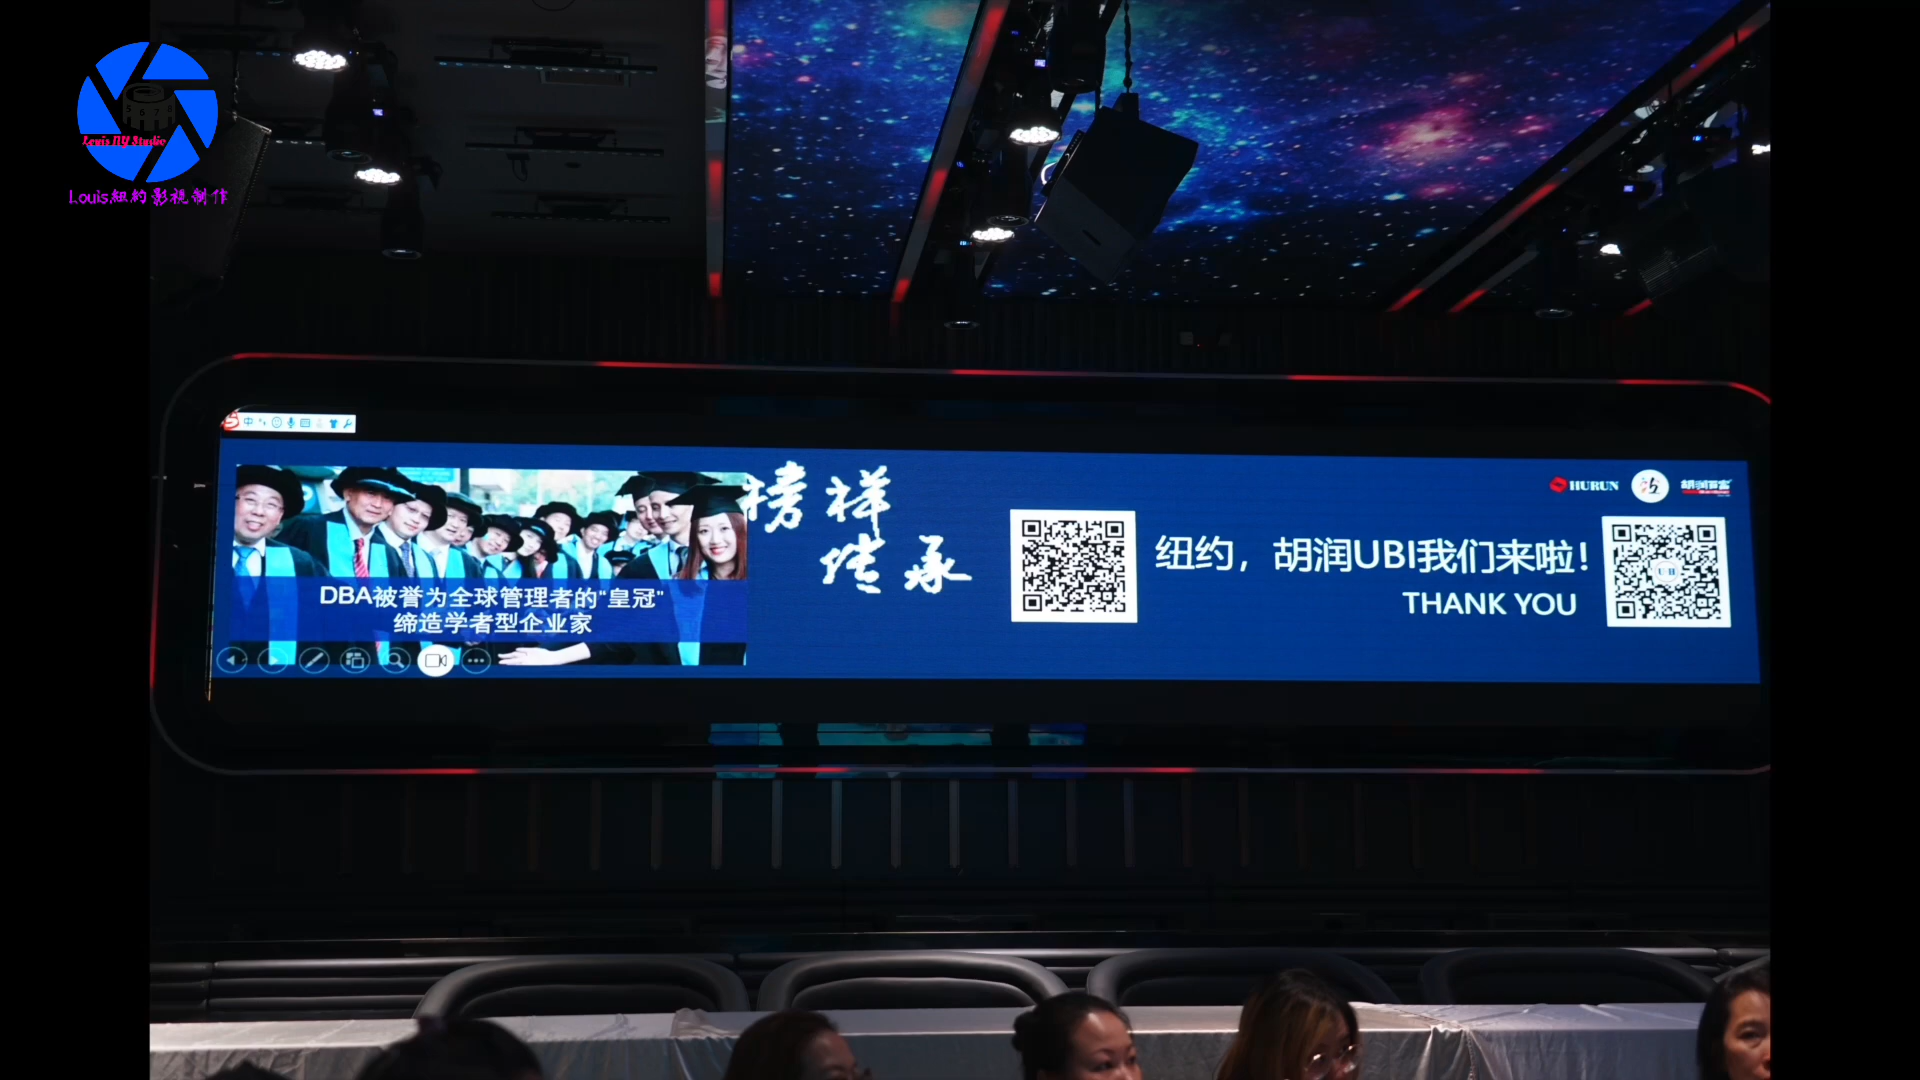 Louis NY Studio
Louis紐約影視制作
中
榜样
传承
DBA被誉为全球管理者的“皇冠”
缔造学者型企业家
HURUN
胡润百富
纽约，胡润UBI我们来啦！
THANK YOU
UBI